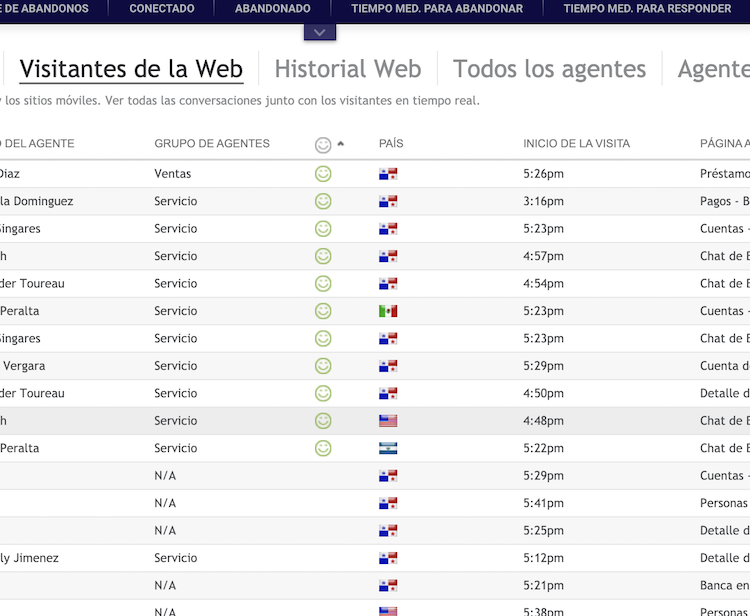 E DE ABANDONOS CONECTADO ABANDONADO TIEMPO MED. PARA ABANDONAR TIEMPO MED. PARA RESPONDER
Visitantes de la Web Historial Web Todos los agentes Agente
y los sitios móviles. Ver todas las conversaciones junto con los visitantes en tiempo real.
O DEL AGENTE GRUPO DE AGENTES PAÍS INICIO DE LA VISITA PÁGINA A
Diaz Ventas 5:26pm Préstamo
la Dominguez Servicio 3:16pm Pagos - B
Singares Servicio 5:23pm Cuentas -
h Servicio 4:57pm Chat de E
der Toureau Servicio 4:54pm Chat de E
Peralta Servicio 5:23pm Cuentas -
Singares Servicio 5:23pm Chat de E
Vergara Servicio 5:29pm Cuenta de
der Toureau Servicio 4:50pm Detalle d
h Servicio 4:48pm Chat de E
Peralta Servicio 5:22pm Chat de E
N/A 5:29pm Cuentas -
N/A 5:41pm Personas
N/A 5:25pm Detalle d
ly Jimenez Servicio 5:12pm Detalle d
N/A 5:21pm Banca en
N/A 5:38pm Personas